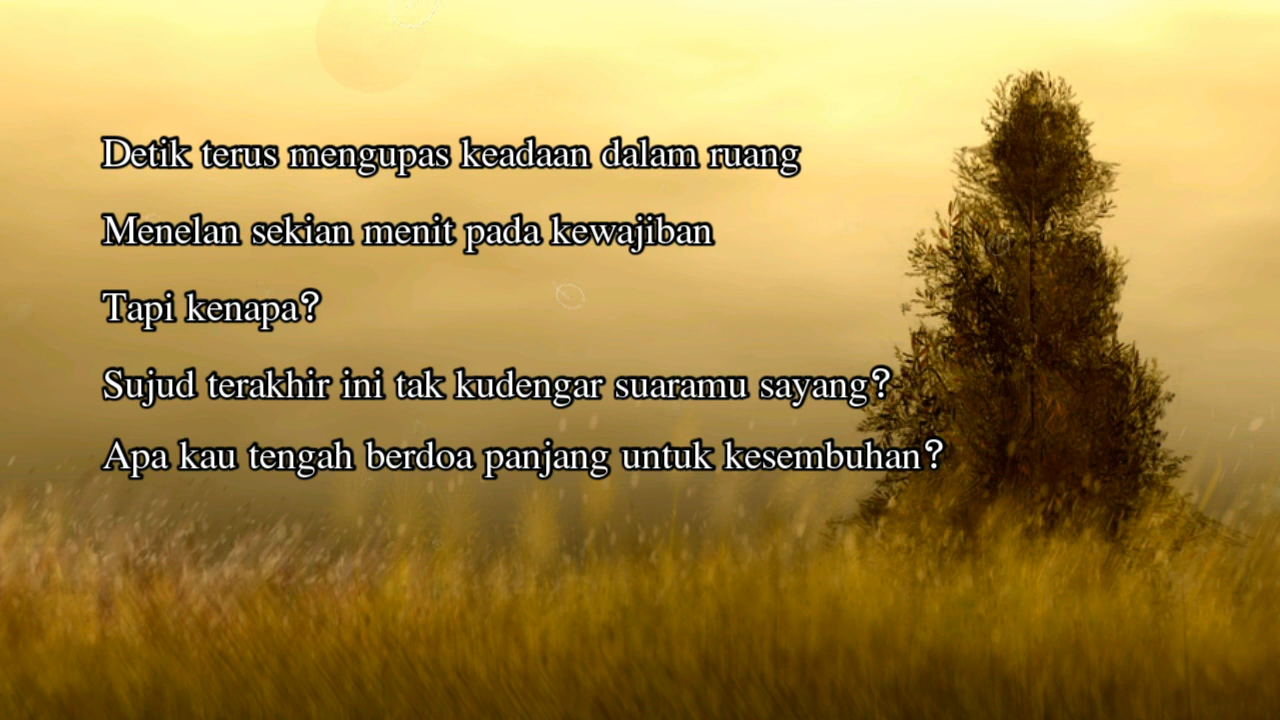 Detik terus mengupas keadaan dalam ruang
Menelan sekian menit pada kewajiban
Tapi kenapa?
Sujud terakhir ini tak kudengar suaramu sayang?
Apa kau tengah berdoa panjang untuk kesembuhan?